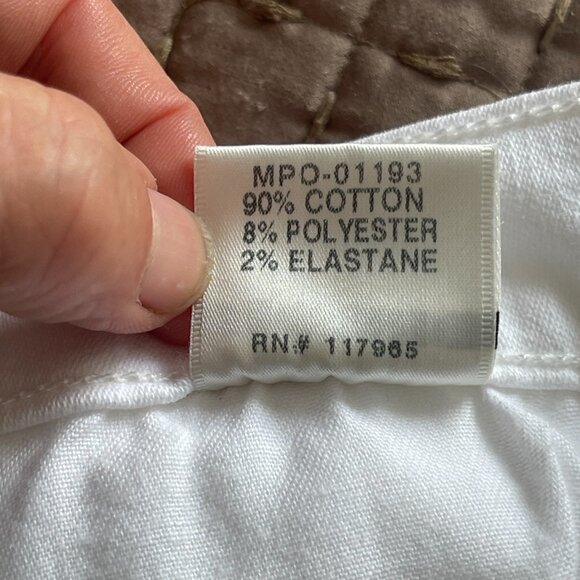 MPO-01193
90% COTTON
8% POLYESTER
2% ELASTANE
RN# 117965